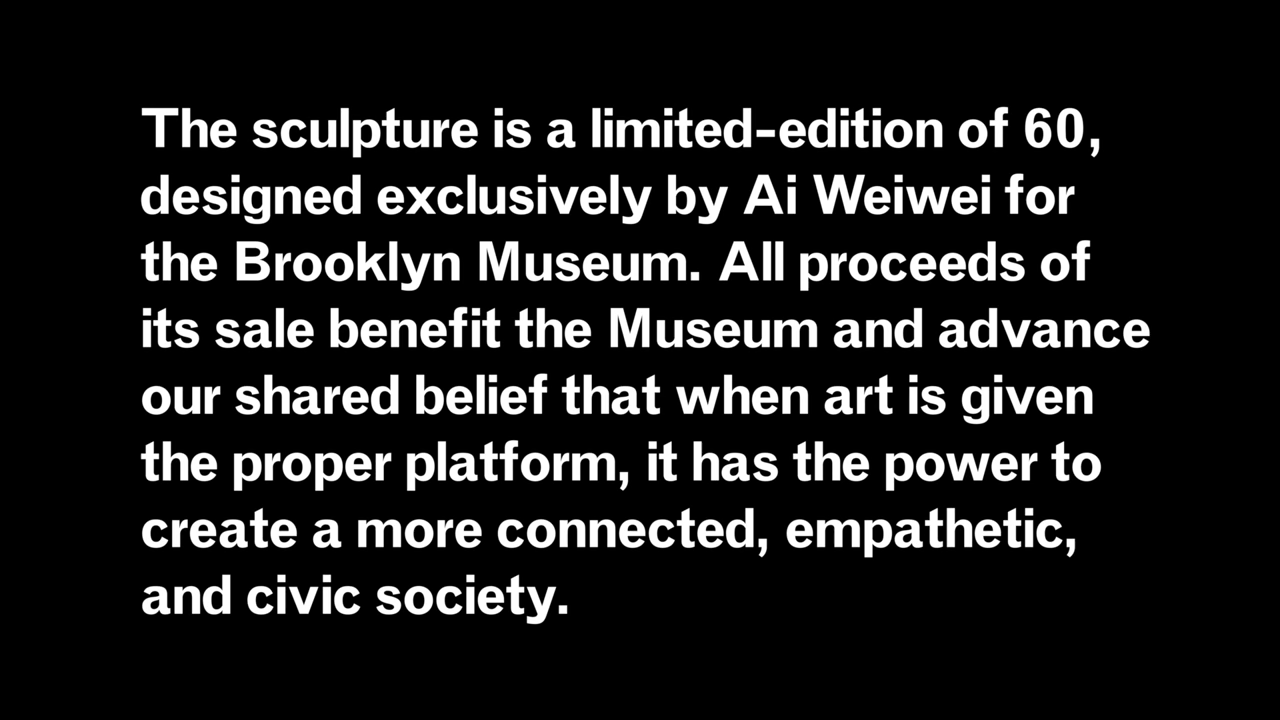 The sculpture is a limited-edition of 60,
designed exclusively by Ai Weiwei for
the Brooklyn Museum. All proceeds of
its sale benefit the Museum and advance
our shared belief that when art is given
the proper platform, it has the power to
create a more connected, empathetic,
and civic society.